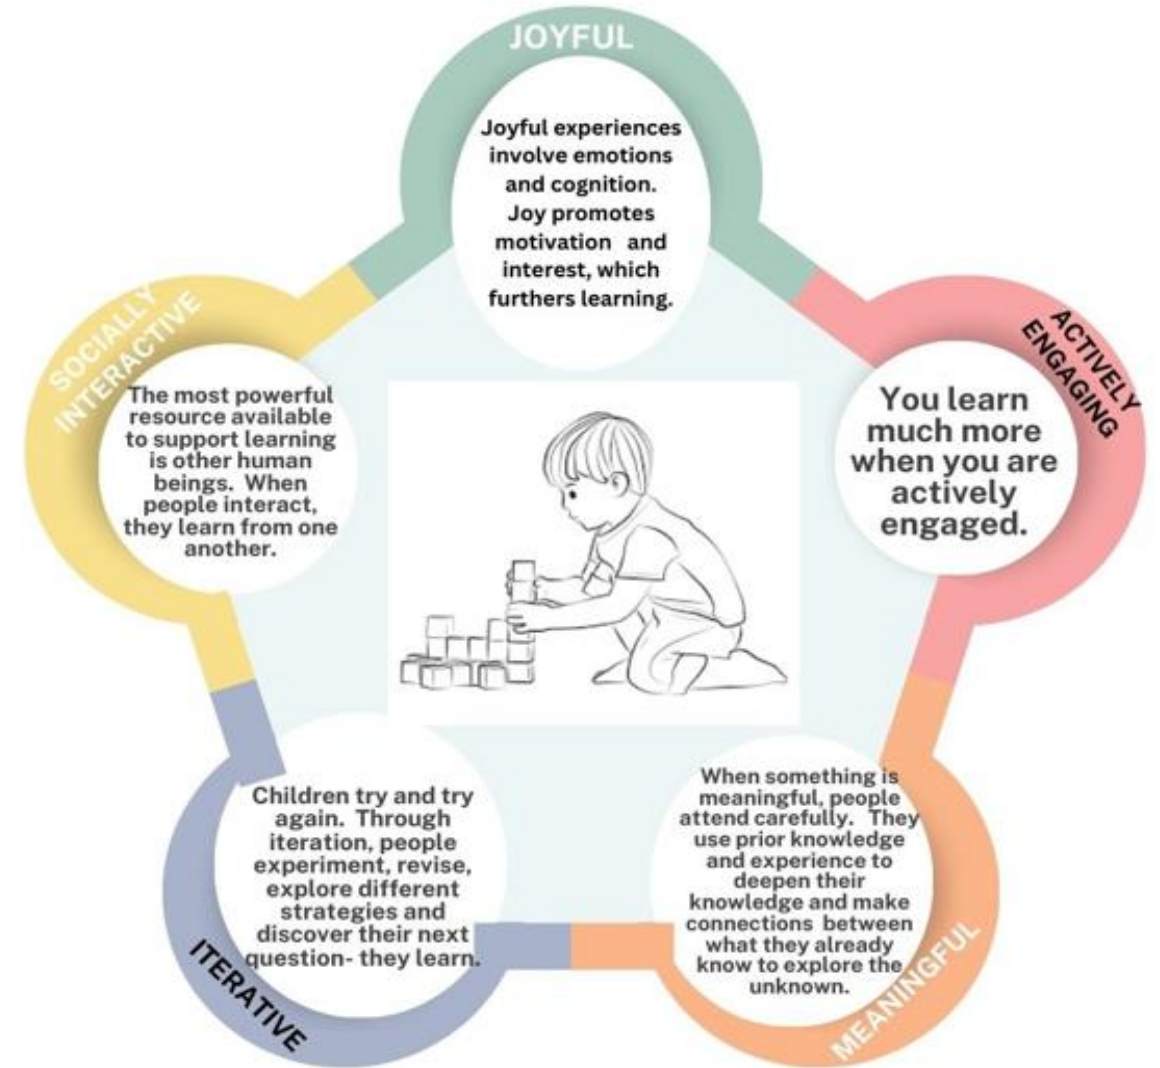 JOYFUL
Joyful experiences
involve emotions
and cognition.
Joy promotes
motivation and
interest, which
furthers learning.
ACTIVELY
ENGAGING
You learn
much more
when you are
actively
engaged.
MEANINGFUL
When something is
meaningful, people
attend carefully. They
use prior knowledge
and experience to
deepen their
knowledge and make
connections between
what they already
know to explore the
unknown.
ITERATIVE
Children try and try
again. Through
iteration, people
experiment, revise,
explore different
strategies and
discover their next
question- they learn.
SOCIALLY
INTERACTIVE
The most powerful
resource available
to support learning
is other human
beings. When
people interact,
they learn from one
another.